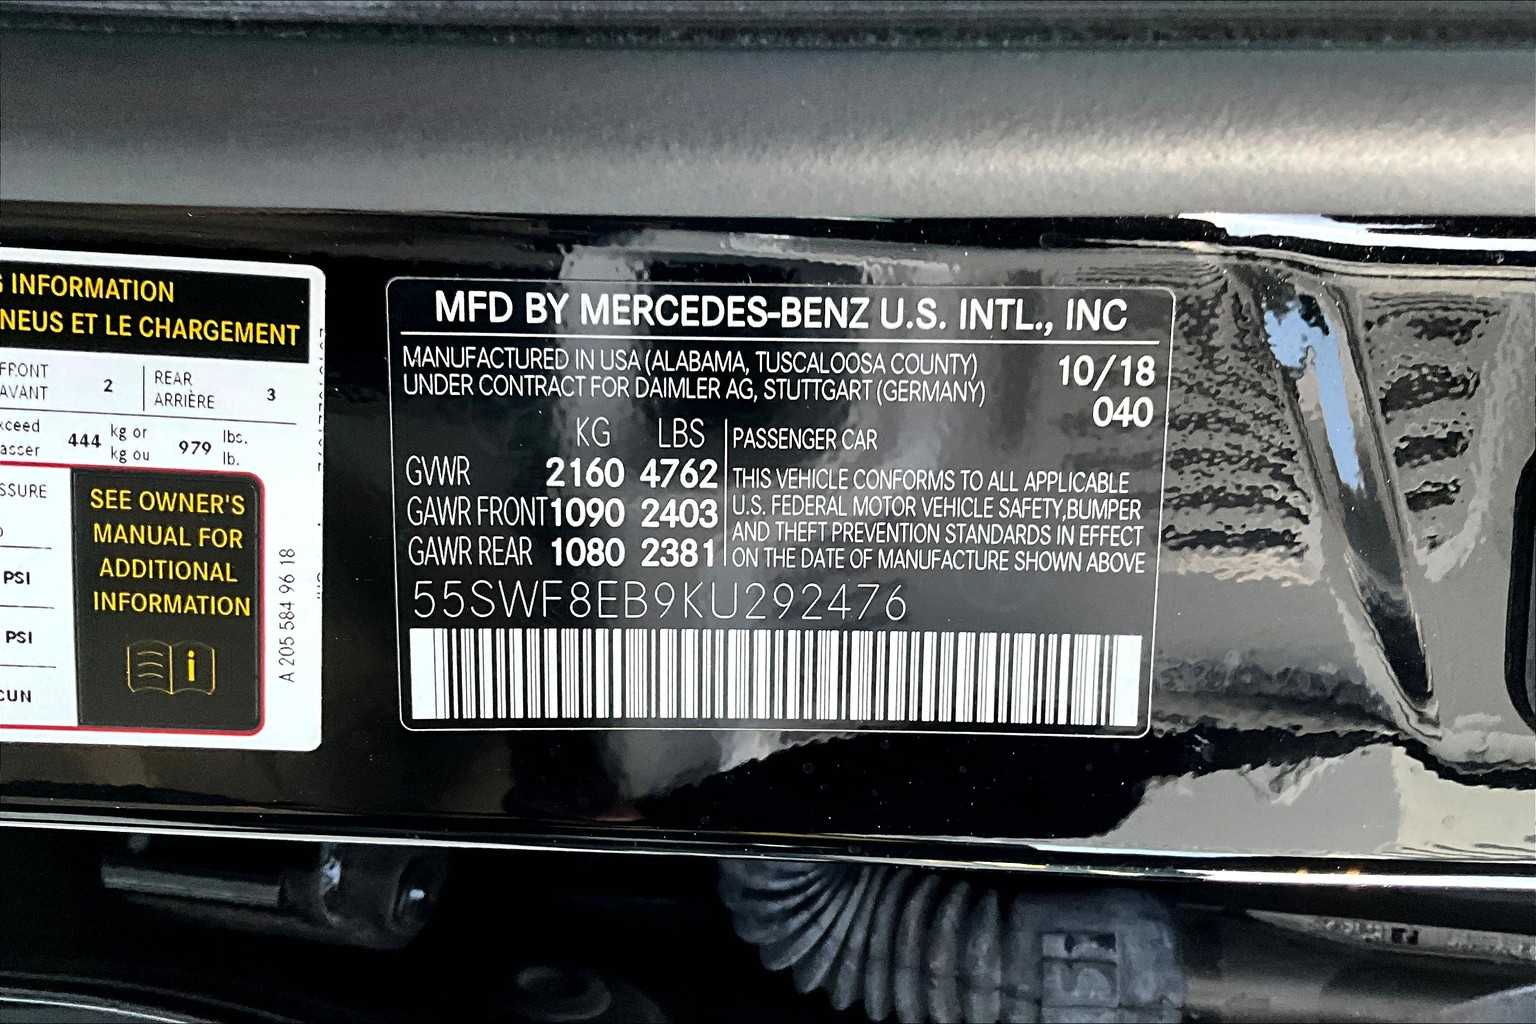 INFORMATION
NEUS ET LE CHARGEMENT
FRONT
AVANT
2
REAR
ARRIÈRE
3
444 kg or
kg ou
979 lbs.
lb.
SEE OWNER'S
MANUAL FOR
ADDITIONAL
INFORMATION
i
PSI
PSI
A 205 584 96 18
MFD BY MERCEDES-BENZ U.S. INTL., INC
MANUFACTURED IN USA (ALABAMA, TUSCALOOSA COUNTY)
UNDER CONTRACT FOR DAIMLER AG, STUTTGART (GERMANY)
10/18
040
KG LBS
GVWR 2160 4762
GAWR FRONT 1090 2403
GAWR REAR 1080 2381
PASSENGER CAR
THIS VEHICLE CONFORMS TO ALL APPLICABLE
U.S. FEDERAL MOTOR VEHICLE SAFETY, BUMPER
AND THEFT PREVENTION STANDARDS IN EFFECT
ON THE DATE OF MANUFACTURE SHOWN ABOVE
55SWF8EB9KU292476